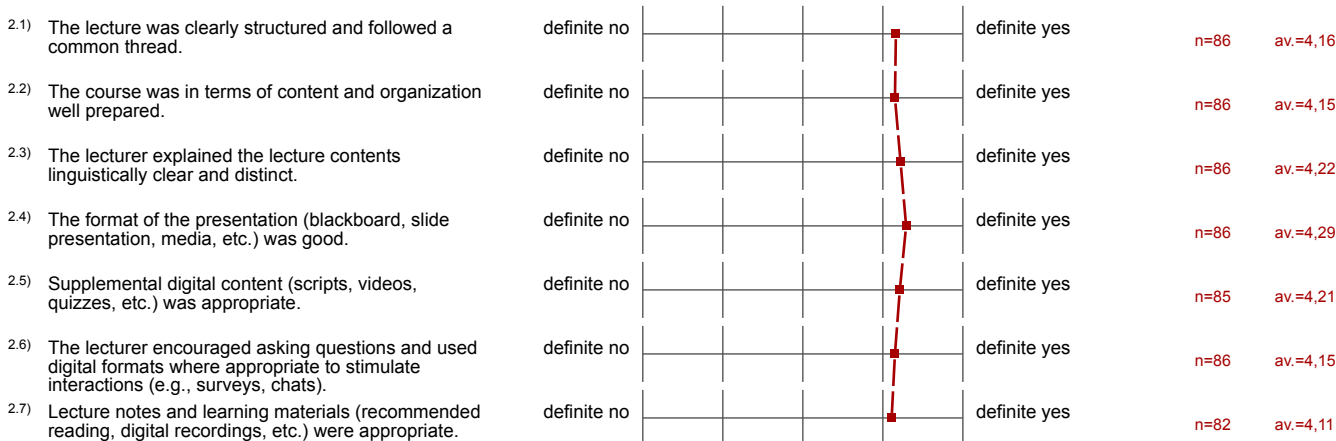 2.1) The lecture was clearly structured and followed a definite no definite yes n=86 av.=4,16
common thread.
2.2) The course was in terms of content and organization definite no definite yes n=86 av.=4,15
well prepared.
2.3) The lecturer explained the lecture contents definite no definite yes n=86 av.=4,22
linguistically clear and distinct.
2.4) The format of the presentation (blackboard, slide definite no definite yes n=86 av.=4,29
presentation, media, etc.) was good.
2.5) Supplemental digital content (scripts, videos, definite no definite yes n=85 av.=4,21
quizzes, etc.) was appropriate.
2.6) The lecturer encouraged asking questions and used definite no definite yes n=86 av.=4,15
digital formats where appropriate to stimulate
interactions (e.g., surveys, chats).
2.7) Lecture notes and learning materials (recommended definite no definite yes n=82 av.=4,11
reading, digital recordings, etc.) were appropriate.